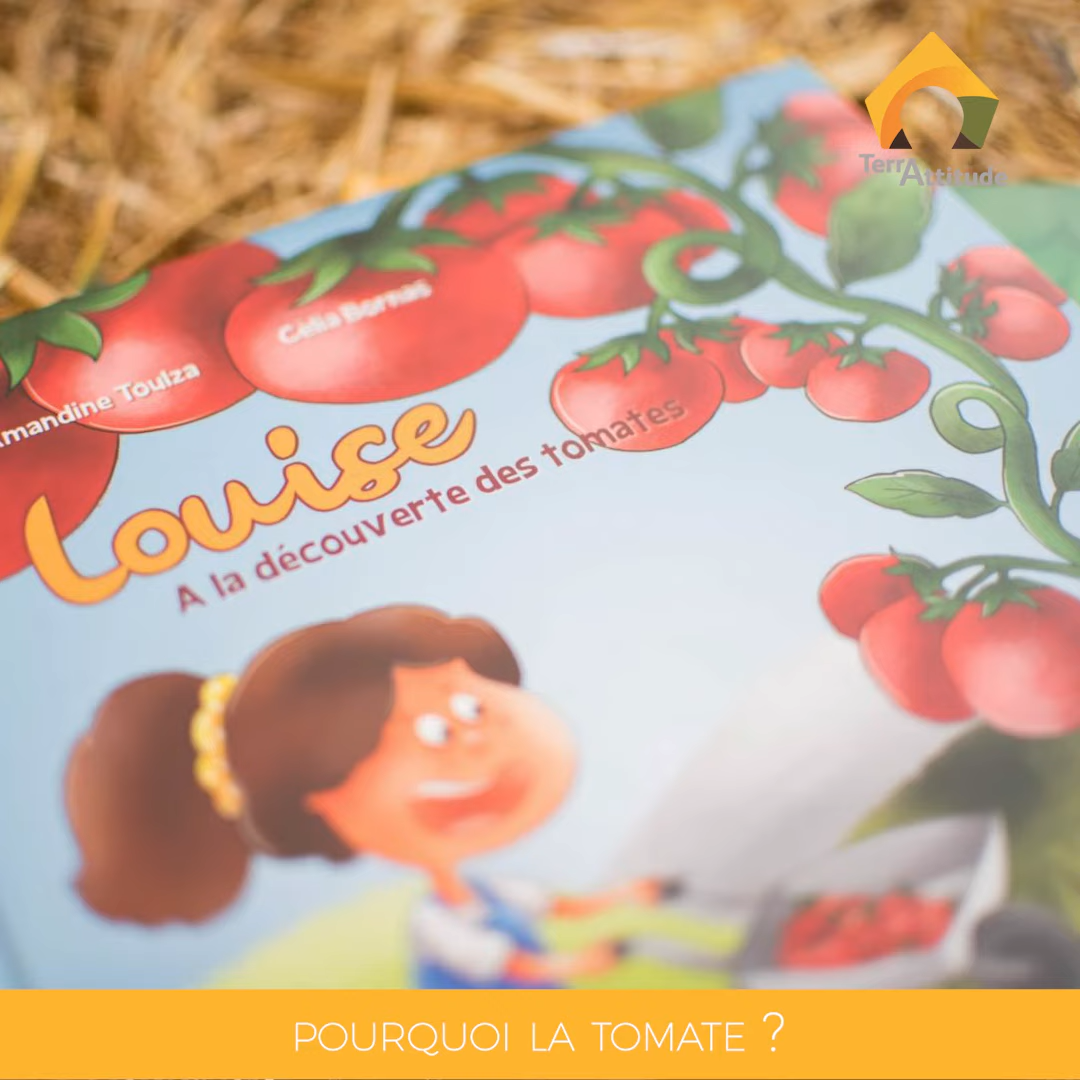 TerrAttitude
Celia Bornas
Amandine Toulza
Louise
A la découverte des tomates
POURQUOI LA TOMATE ?